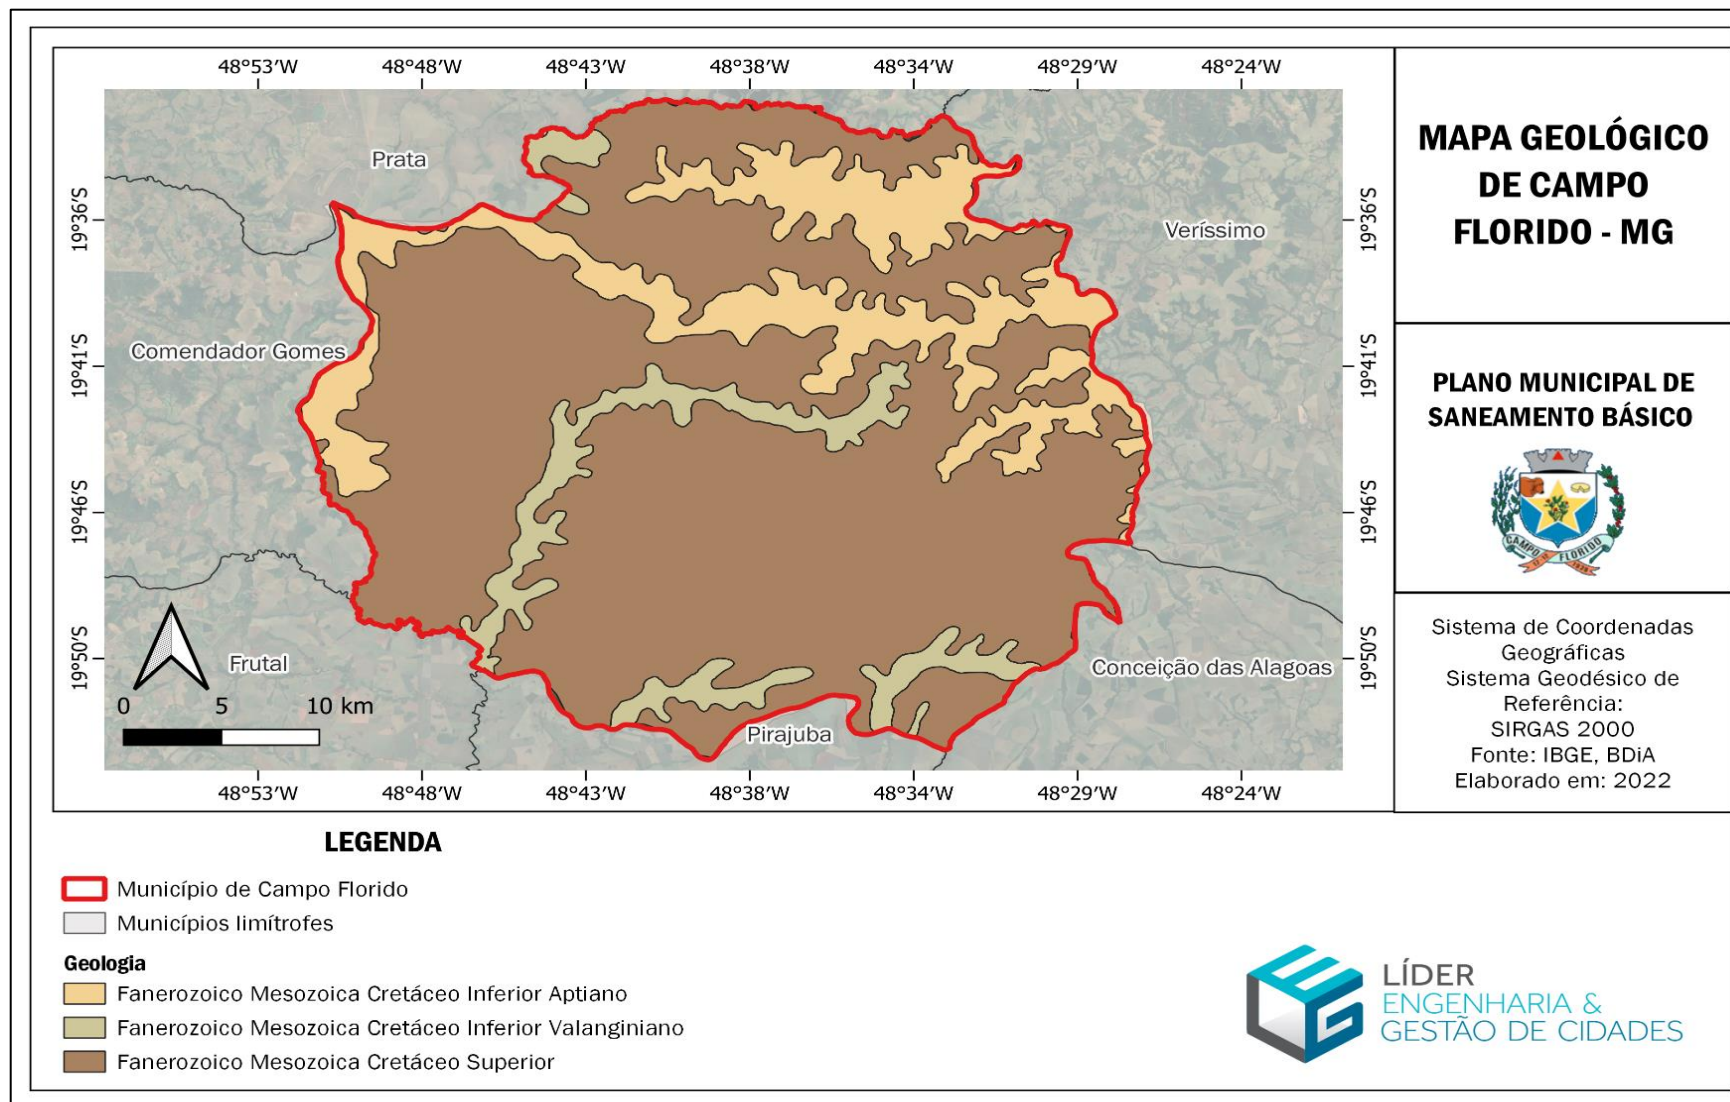 48°53'W 48°48'W 48°43'W 48°38'W 48°34'W 48°29'W 48°24'W
Prata
Veríssimo
Comendador Gomes
Frutal
Conceição das Alagoas
Pirajuba
19°36'S 19°36'S
19°41'S 19°41'S
19°46'S 19°46'S
19°50'S 19°50'S
0 5 10 km
48°53'W 48°48'W 48°43'W 48°38'W 48°34'W 48°29'W 48°24'W
MAPA GEOLÓGICO
DE CAMPO
FLORIDO - MG
PLANO MUNICIPAL DE
SANEAMENTO BÁSICO
CAMPO FLORIDO
Sistema de Coordenadas
Geográficas
Sistema Geodésico de
Referência:
SIRGAS 2000
Fonte: IBGE, BDiA
Elaborado em: 2022
LEGENDA
Município de Campo Florido
Municípios limítrofes
Geologia
Fanerozoico Mesozoica Cretáceo Inferior Aptiano
Fanerozoico Mesozoica Cretáceo Inferior Valanginiano
Fanerozoico Mesozoica Cretáceo Superior
LÍDER
ENGENHARIA &
GESTÃO DE CIDADES